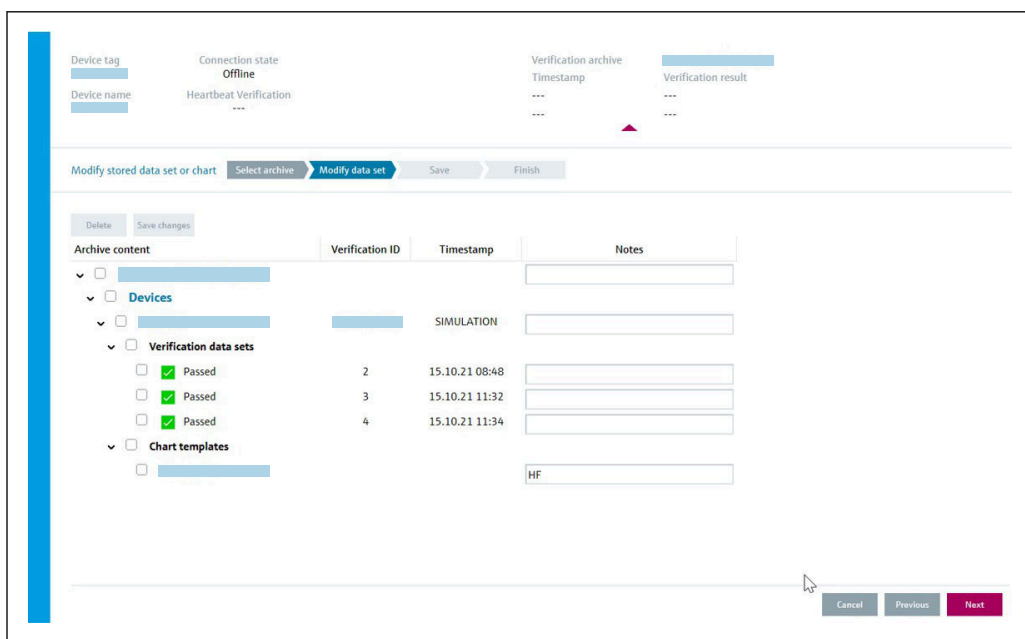 Device tag Connection state Verification archive
Offline Timestamp Verification result
Device name Heartbeat Verification --- ---
--- --- ---
Modify stored data set or chart Select archive Modify data set Save Finish
Delete Save changes
Archive content Verification ID Timestamp Notes
Devices
SIMULATION
Verification data sets
Passed 2 15.10.21 08:48
Passed 3 15.10.21 11:32
Passed 4 15.10.21 11:34
Chart templates
HF
Cancel Previous Next